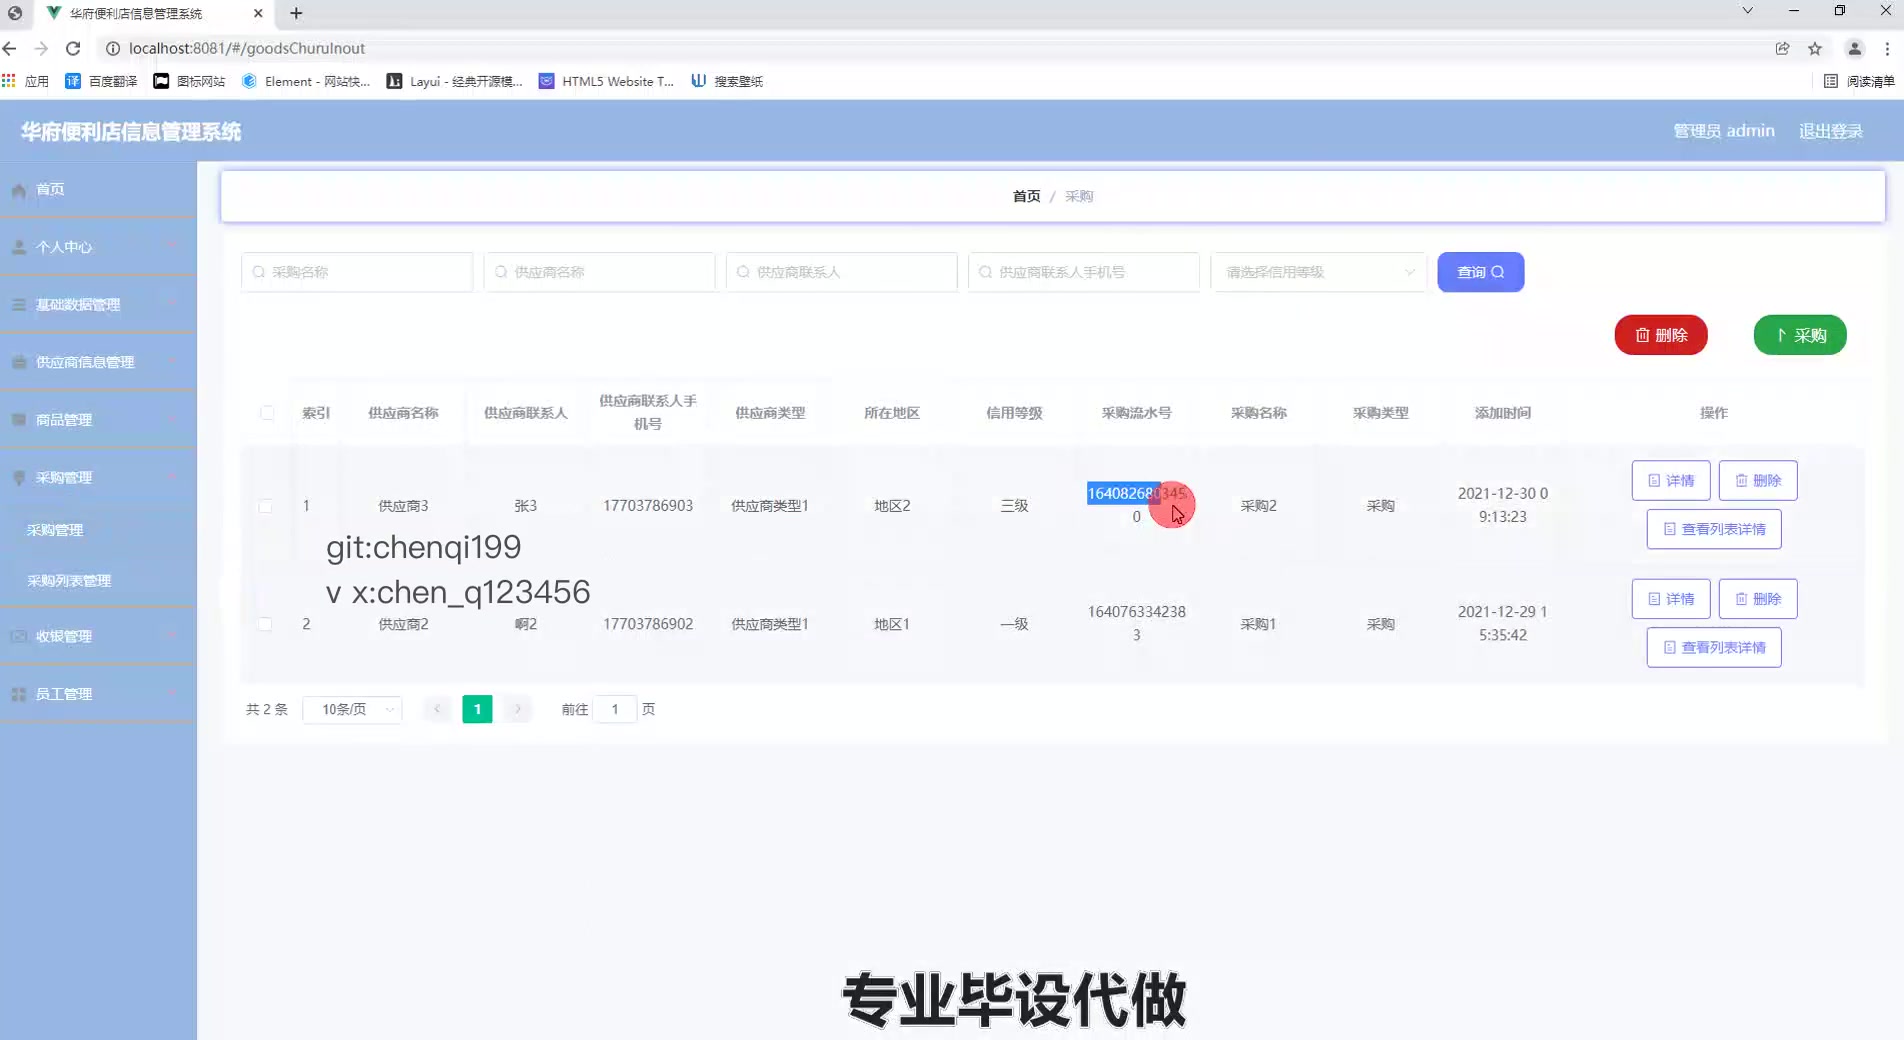 华府便利店信息管理系统
localhost:8081/#/goodsChuruInout
应用 百度翻译 图标网站 Element - 网站快... Layui - 经典开源模... HTML5 Website T... 搜索壁纸 阅读清单
华府便利店信息管理系统 管理员 admin 退出登录
首页
个人中心
基础数据管理
供应商信息管理
商品管理
采购管理
采购管理
采购列表管理
收银管理
员工管理
首页 / 采购
采购名称 供应商名称 供应商联系人 供应商联系人手机号 请选择信用等级 查询
删除 采购
索引 供应商名称 供应商联系人 供应商联系人手 供应商类型 所在地区 信用等级 采购流水号 采购名称 采购类型 添加时间 操作
机号
1 供应商3 张3 17703786903 供应商类型1 地区2 三级 164082680345 采购2 采购 2021-12-30 0 详情 删除
0 9:13:23 查看列表详情
git:chenqi199
v x:chen_q123456
2 供应商2 啊2 17703786902 供应商类型1 地区1 一级 164076334238 采购1 采购 2021-12-29 1 详情 删除
3 5:35:42 查看列表详情
共 2 条 10条/页 1 前往 1 页
专业毕设代做